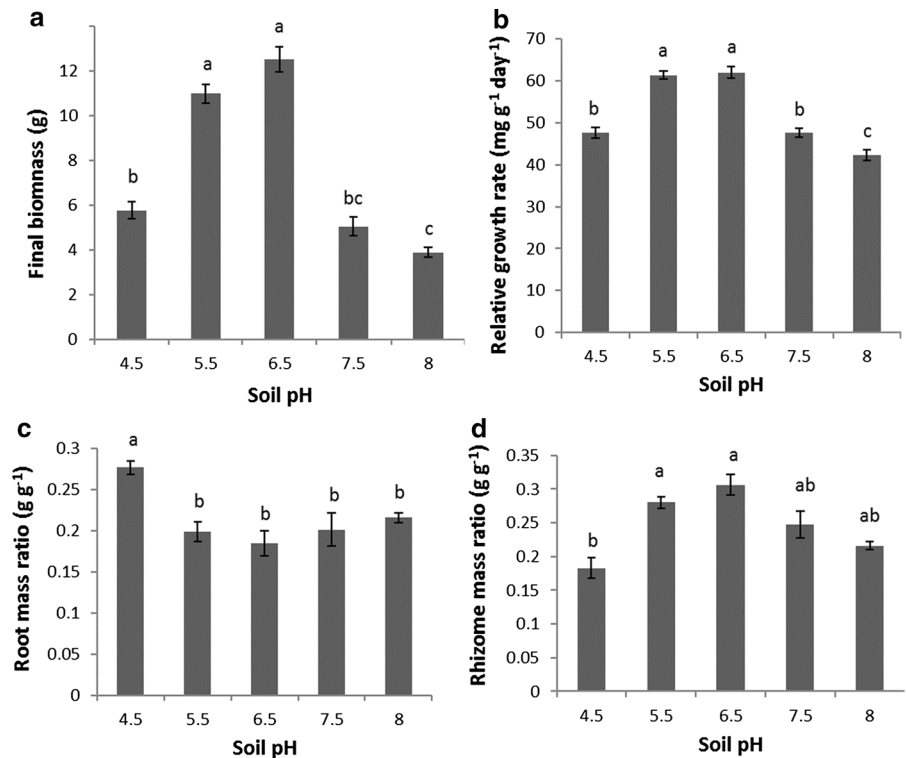 a
Final biomnass (g)
12
10
8
6
4
2
0
b
a
a
bc
c
4.5 5.5 6.5 7.5 8
Soil pH
b
Relative growth rate (mg g⁻¹ day⁻¹)
70
60
50
40
30
20
10
0
b
a
a
b
c
4.5 5.5 6.5 7.5 8
Soil pH
c
Root mass ratio (g g⁻¹)
0.3
0.25
0.2
0.15
0.1
0.05
0
a
b
b
b
b
4.5 5.5 6.5 7.5 8
Soil pH
d
Rhizome mass ratio (g g⁻¹)
0.35
0.3
0.25
0.2
0.15
0.1
0.05
0
b
a
a
ab
ab
4.5 5.5 6.5 7.5 8
Soil pH